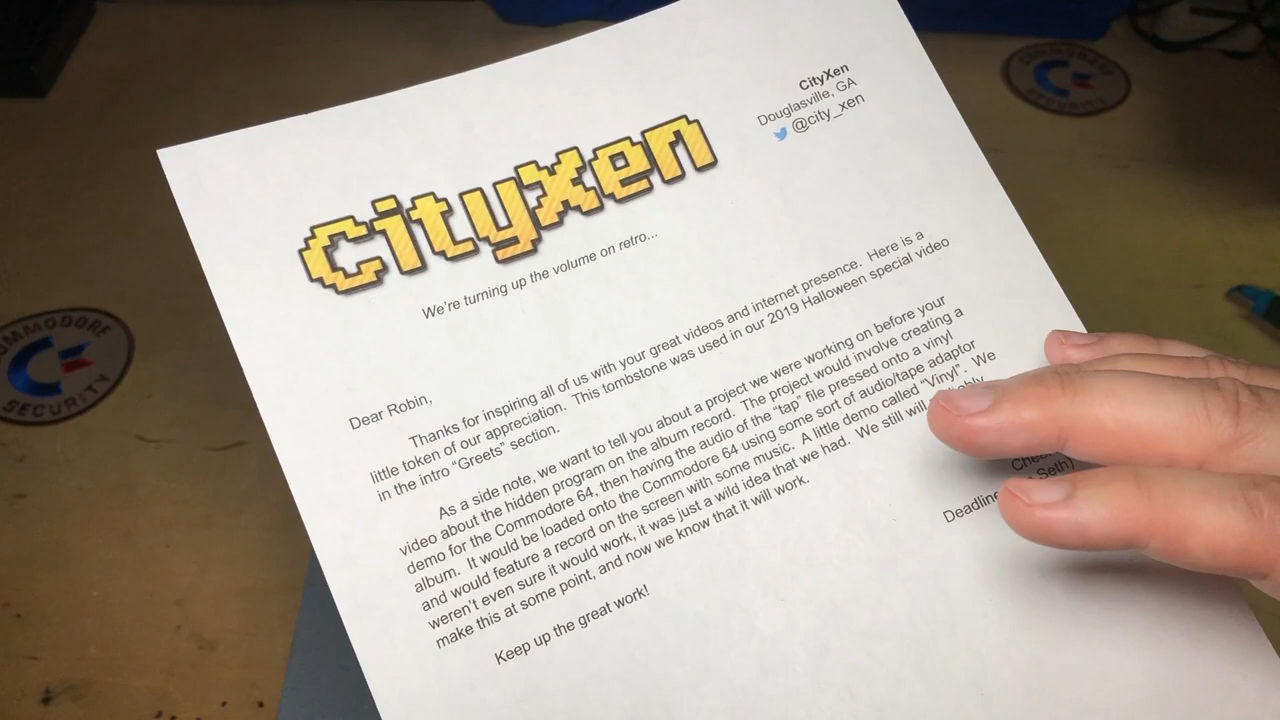 CityXen
Douglasville, GA
@city_xen
cityxen
We're turning up the volume on retro...
Dear Robin,
Thanks for inspiring all of us with your great videos and internet presence. Here is a
little token of our appreciation. This tombstone was used in our 2019 Halloween special video
in the intro "Greets" section.
As a side note, we want to tell you about a project we were working on before your
video about the hidden program on the album record. The project would involve creating a
demo for the Commodore 64, then having the audio of the "tap" file pressed onto a vinyl
album. It would be loaded onto the Commodore 64 using some sort of audio/tape adaptor
and would feature a record on the screen with some music. A little demo called "Vinyl". We
weren't even sure it would work, it was just a wild idea that we had. We still will
make this at some point, and now we know that it will work.
Keep up the great work!
Seth)
Deadline
COMMODORE
SECURITY
COMMODORE
SECURITY